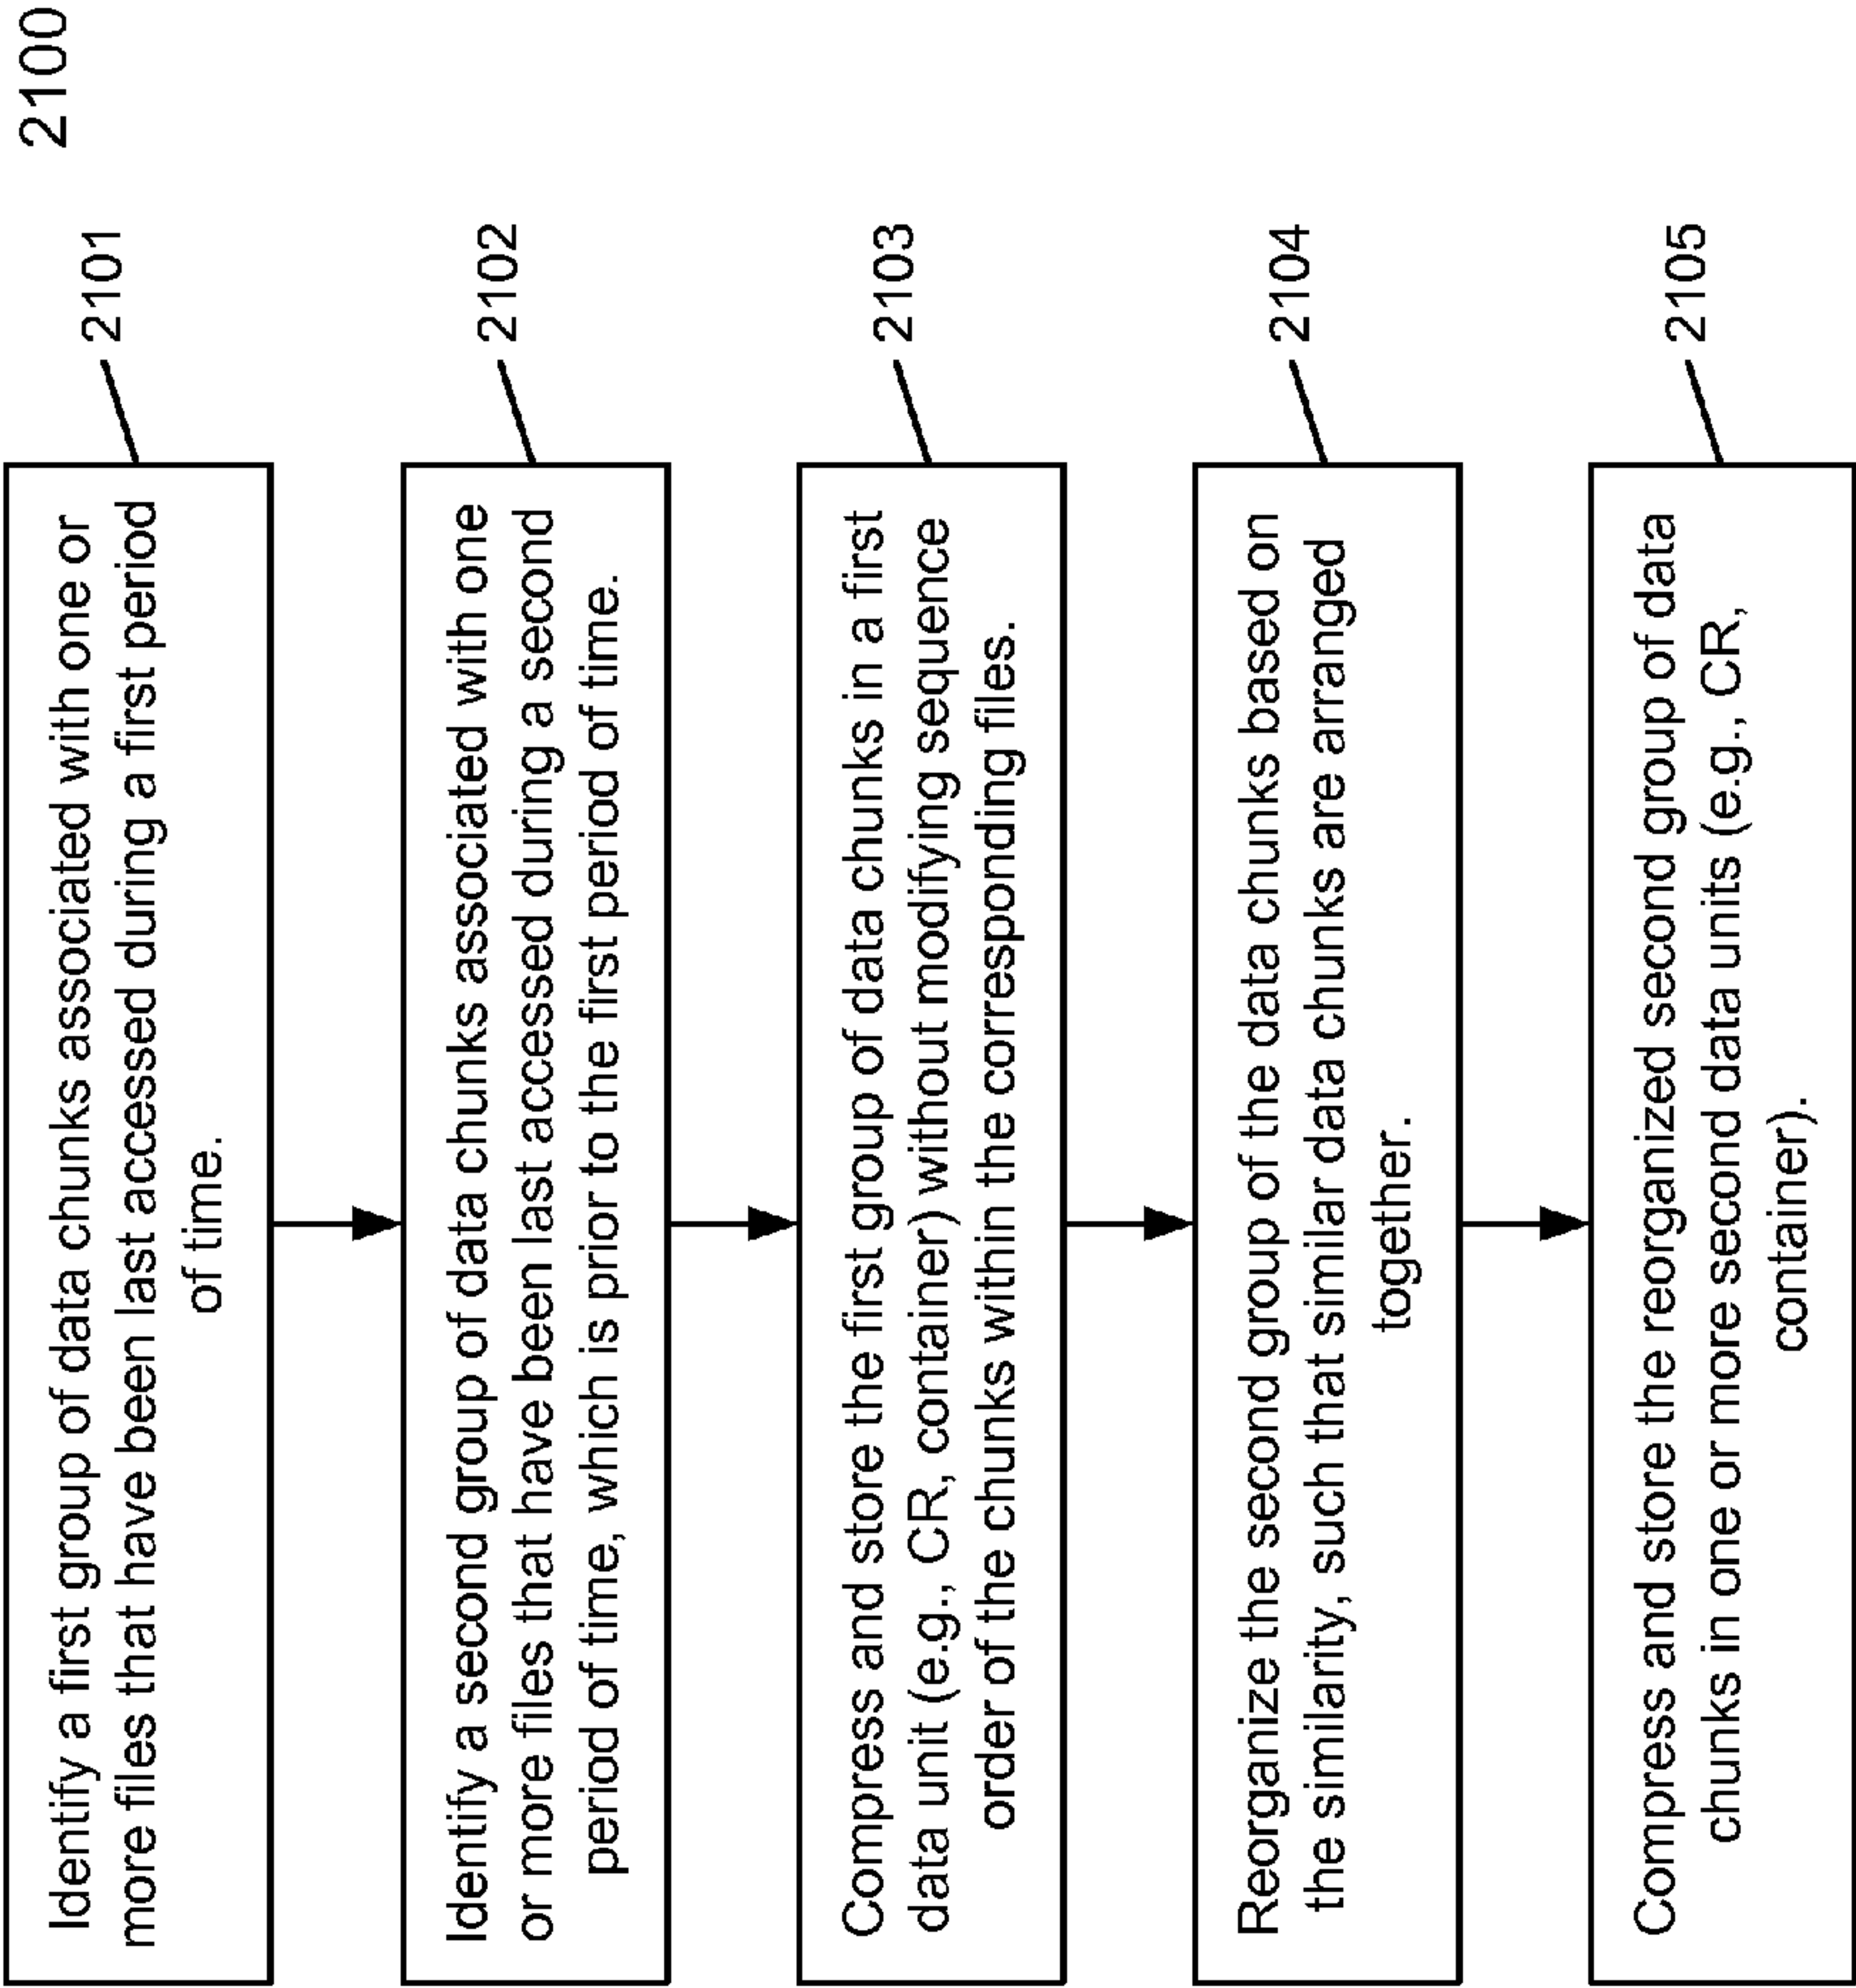 2100
Identify a first group of data chunks associated with one or
more files that have been last accessed during a first period
of time.
2101
Identify a second group of data chunks associated with one
or more files that have been last accessed during a second
period of time, which is prior to the first period of time.
2102
Compress and store the first group of data chunks in a first
data unit (e.g., CR, container) without modifying sequence
order of the chunks within the corresponding files.
2103
Reorganize the second group of the data chunks based on
the similarity, such that similar data chunks are arranged
together.
2104
Compress and store the reorganized second group of data
chunks in one or more second data units (e.g., CR,
container).
2105